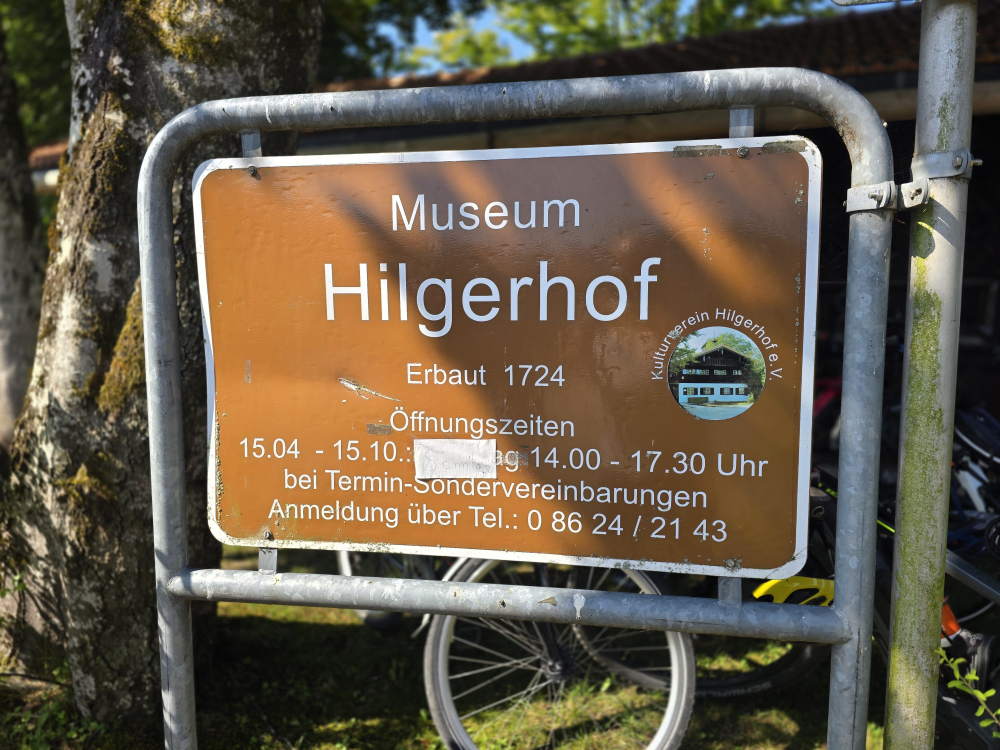 Museum
Hilgerhof
Kulturverein Hilgerhof e.V.
Erbaut 1724
Öffnungszeiten
15.04 - 15.10.: 14.00 - 17.30 Uhr
bei Termin-Sondervereinbarungen
Anmeldung über Tel.: 0 86 24 / 21 43